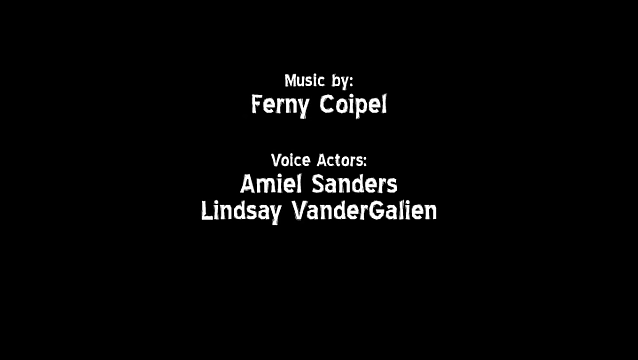 Music by:
Ferny Coipel
Voice Actors:
Amiel Sanders
Lindsay VanderGalien